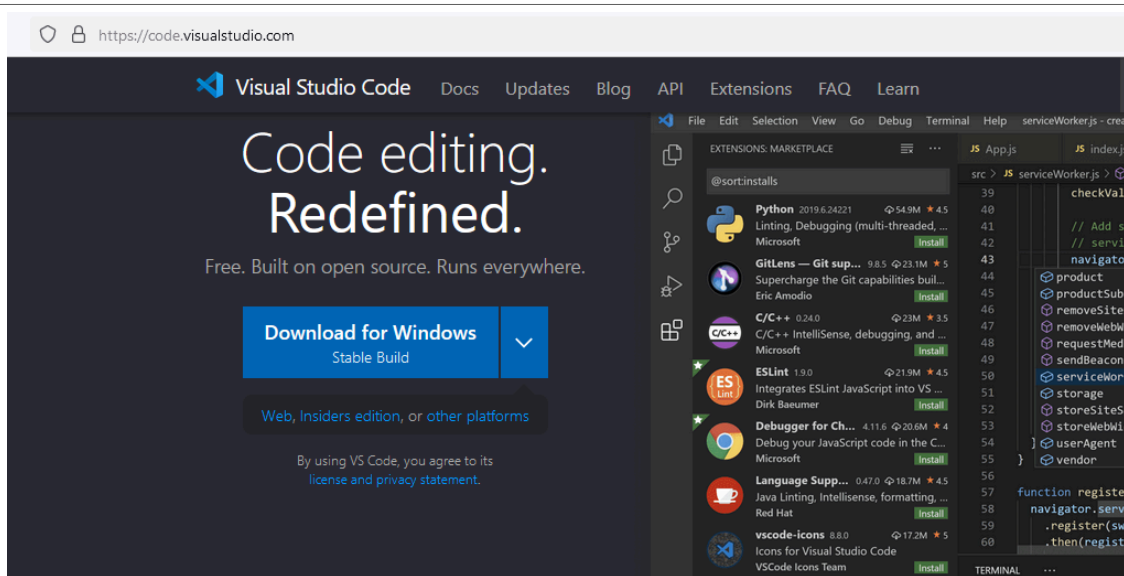 https://code.visualstudio.com
Visual Studio Code Docs Updates Blog API Extensions FAQ Learn
Code editing.
Redefined.
Free. Built on open source. Runs everywhere.
Download for Windows
Stable Build
Web, Insiders edition, or other platforms
By using VS Code, you agree to its
license and privacy statement.
File Edit Selection View Go Debug Terminal Help serviceWorker.js - crea
EXTENSIONS: MARKETPLACE
@sort:installs
Python 2019.6.24221 54.9M ★ 4.5
Linting, Debugging (multi-threaded, ...
Microsoft Install
GitLens — Git sup... 9.8.5 23.1M ★ 5
Supercharge the Git capabilities buil...
Eric Amodio Install
C/C++ 0.24.0 23M ★ 3.5
C/C++ IntelliSense, debugging, and ...
Microsoft Install
C/C++
ESLint 1.9.0 21.9M ★ 4.5
Integrates ESLint JavaScript into VS ...
Dirk Baeumer Install
ES
Lint
Debugger for Ch... 4.11.6 20.6M ★ 4
Debug your JavaScript code in the C...
Microsoft Install
Language Supp... 0.47.0 18.7M ★ 4.5
Java Linting, Intellisense, formatting, ...
Red Hat Install
vscode-icons 8.8.0 17.2M ★ 5
Icons for Visual Studio Code
VSCode Icons Team Install
JS App.js JS index.js
src > JS serviceWorker.js >
39 checkVal
40
41 // Add s
42 // servi
43 navigato
44 product
45 productSub
46 removeSite
47 removeWebW
48 requestMed
49 sendBeacon
50 serviceWor
51 storage
52 storeSiteS
53 storeWebWi
54 ] userAgent
55 } vendor
56
57 function registe
58 navigator.serv
59 .register(sw
60 .then(regist
TERMINAL ...